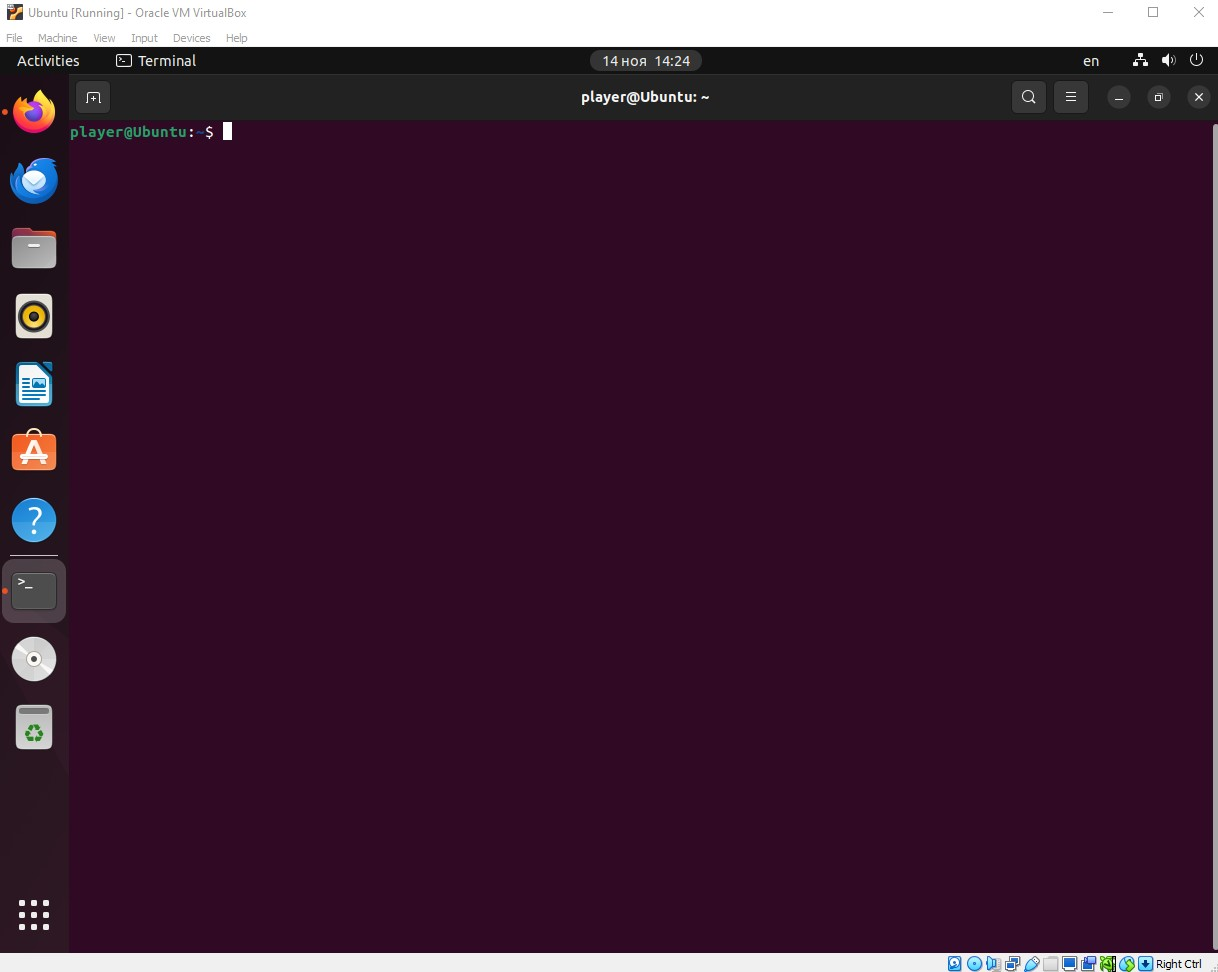 Ubuntu [Running] - Oracle VM VirtualBox
File Machine View Input Devices Help
Activities Terminal 14 ноя 14:24 en
player@Ubuntu: ~
player@Ubuntu:~$
Right Ctrl